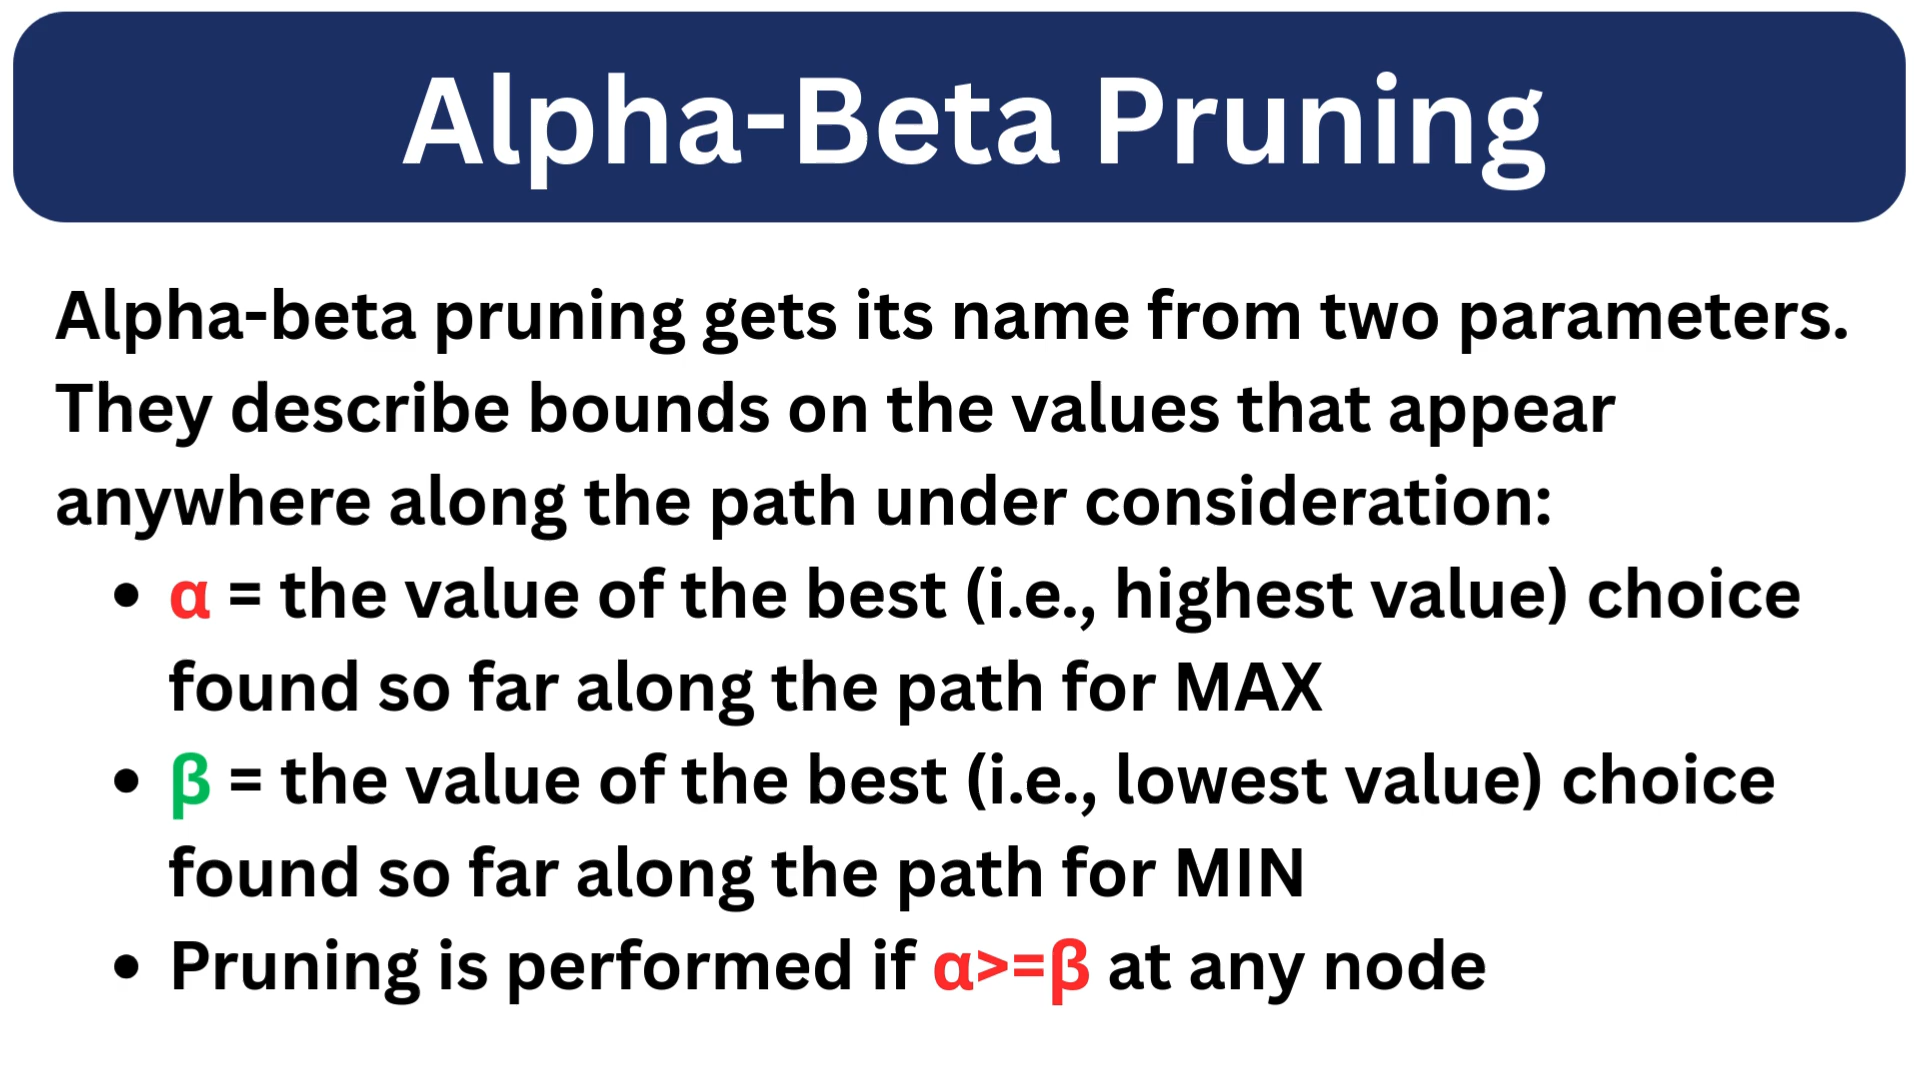 Alpha-Beta Pruning
Alpha-beta pruning gets its name from two parameters.
They describe bounds on the values that appear
anywhere along the path under consideration:
• α = the value of the best (i.e., highest value) choice
found so far along the path for MAX
• β = the value of the best (i.e., lowest value) choice
found so far along the path for MIN
• Pruning is performed if α>=β at any node